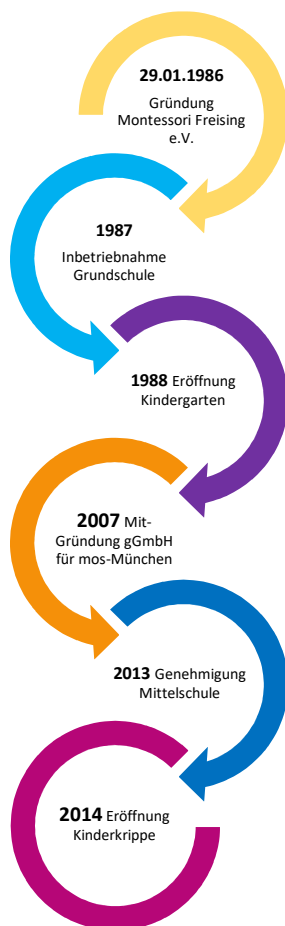 29.01.1986
Gründung
Montessori Freising
e.V.
1987
Inbetriebnahme
Grundschule
1988 Eröffnung
Kindergarten
2007 Mit-
Gründung gGmbH
für mos-München
2013 Genehmigung
Mittelschule
2014 Eröffnung
Kinderkrippe